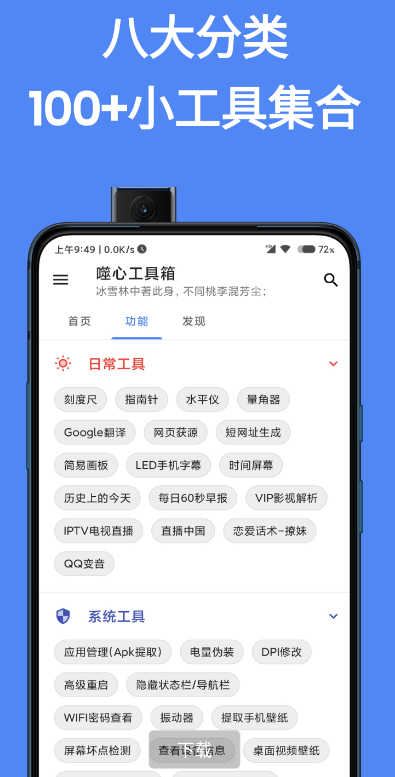 八大分类
100+小工具集合
上午9:49 | 0.0K/s
72%
噬心工具箱
冰雪林中著此身，不同桃李混芳尘；
首页 功能 发现
日常工具
刻度尺 指南针 水平仪 量角器
Google翻译 网页获源 短网址生成
简易画板 LED手机字幕 时间屏幕
历史上的今天 每日60秒早报 VIP影视解析
IPTV电视直播 直播中国 恋爱话术-撩妹
QQ变音
系统工具
应用管理(Apk提取) 电量伪装 DPI修改
高级重启 隐藏状态栏/导航栏
WIFI密码查看 振动器 提取手机壁纸
屏幕坏点检测 查看 信息 桌面视频壁纸
下载